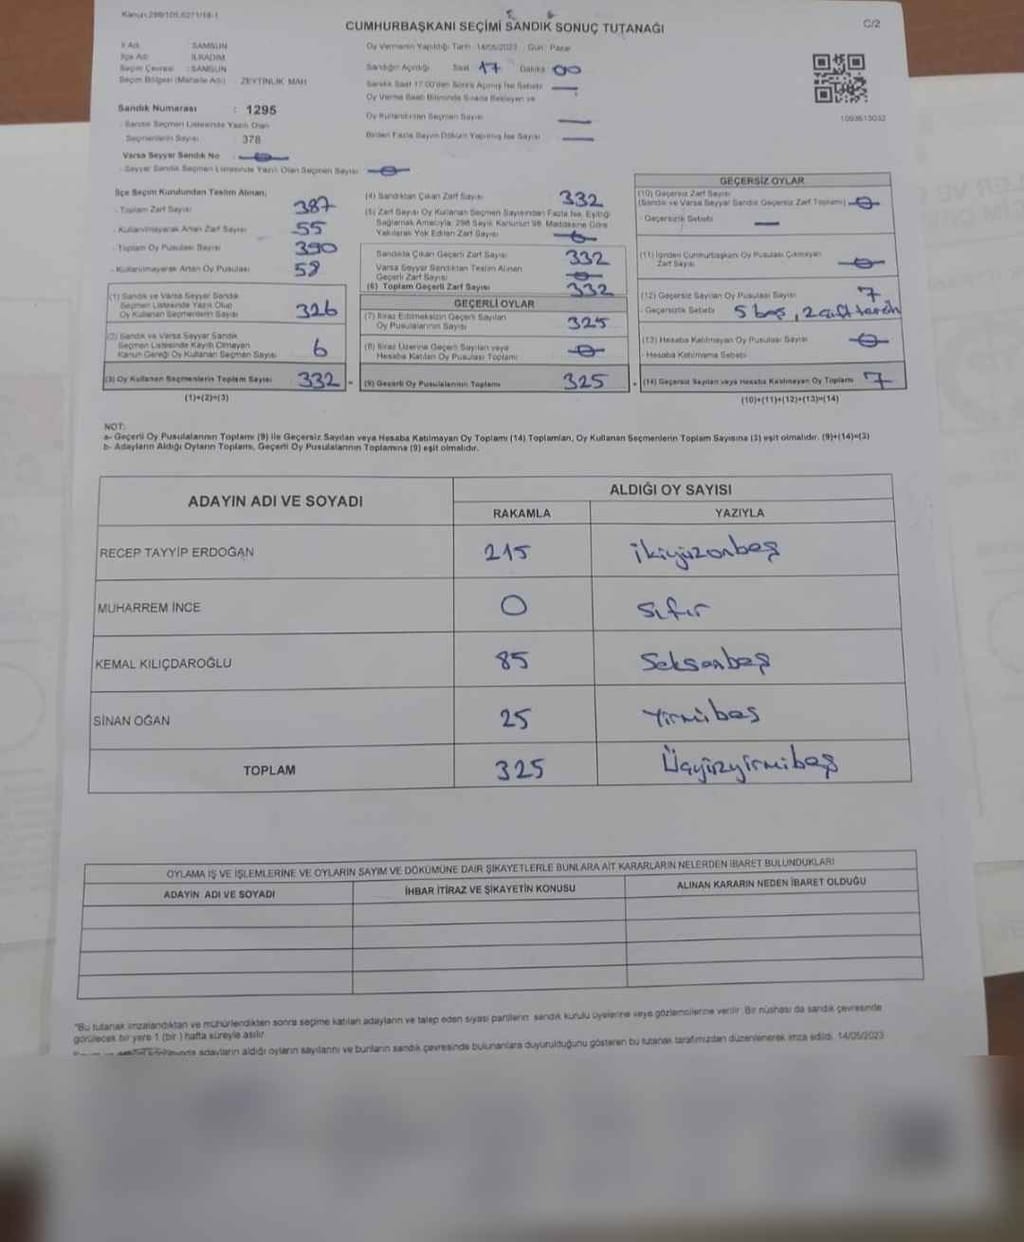 CUMHURBAŞKANI SEÇİMİ SANDIK SONUÇ TUTANAĞI
C/2
İl Adı : SAMSUN
İlçe Adı : İLKADIM
Seçim Çevresi : SAMSUN
Seçim Bölgesi (Mahalle Adı) ZEYTİNLİK MAH
Sandık Numarası : 1295
Sandık Seçmen Listesinde Yazılı Olan
Seçmenlerin Sayısı 378
Varsa Seyyar Sandık No
Seyyar Sandık Seçmen Listesinde Yazılı Olan Seçmen Sayısı
Oy Vermenin Yapıldığı Tarih 14/05/2023 Gün: Pazar
Sandığın Açıldığı Saat 17 Dakika 00
Sandık Saat 17:00'den Sonra Açılmış İse Sebebi
Oy Verme Saati Bitiminde Sırada Bekleyen ve
Oy Kullandırılan Seçmen Sayısı
Birden Fazla Sayım Döküm Yapılmış İse Sayısı
İlçe Seçim Kurulundan Teslim Alınan;
- Toplam Zarf Sayısı 387
- Kullanılmayarak Artan Zarf Sayısı 55
- Toplam Oy Pusulası Sayısı 390
- Kullanılmayarak Artan Oy Pusulası 58
(1) Sandık ve Varsa Seyyar Sandık
Seçmen Listesinde Yazılı Olup
Oy Kullanan Seçmenlerin Sayısı 326
(2) Sandık ve Varsa Seyyar Sandık
Seçmen Listesinde Kayıtlı Olmayan
Kanun Gereği Oy Kullanan Seçmen Sayısı 6
(3) Oy Kullanan Seçmenlerin Toplam Sayısı 332
(1)+(2)=(3)
(4) Sandıktan Çıkan Zarf Sayısı 332
(5) Zarf Sayısı Oy Kullanan Seçmen Sayısından Fazla İse, Eşitliği
Sağlamak Amacıyla, 298 Sayılı Kanunun 98. Maddesine Göre
Yakılarak Yok Edilen Zarf Sayısı
Sandıkta Çıkan Geçerli Zarf Sayısı 332
Varsa Seyyar Sandıktan Teslim Alınan
Geçerli Zarf Sayısı
(6) Toplam Geçerli Zarf Sayısı 332
GEÇERLİ OYLAR
(7) İtiraz Edilmeksizin Geçerli Sayılan
Oy Pusulalarının Sayısı 325
(8) İtiraz Üzerine Geçerli Sayılan veya
Hesaba Katılan Oy Pusulası Toplamı
(9) Geçerli Oy Pusulalarının Toplamı 325
GEÇERSİZ OYLAR
(10) Geçersiz Zarf Sayısı
(Sandık ve Varsa Seyyar Sandık Geçersiz Zarf Toplamı)
- Geçersizlik Sebebi
(11) İçinden Cumhurbaşkanı Oy Pusulası Çıkmayan
Zarf Sayısı
(12) Geçersiz Sayılan Oy Pusulası Sayısı 7
- Geçersizlik Sebebi 5 boş, 2 çift tercih
(13) Hesaba Katılmayan Oy Pusulası Sayısı
- Hesaba Katılmama Sebebi
(14) Geçersiz Sayılan veya Hesaba Katılmayan Oy Toplamı 7
(10)+(11)+(12)+(13)=(14)
NOT:
a- Geçerli Oy Pusulalarının Toplamı (9) ile Geçersiz Sayılan veya Hesaba Katılmayan Oy Toplamı (14) Toplamları, Oy Kullanan Seçmenlerin Toplam Sayısına (3) eşit olmalıdır. (9)+(14)=(3)
b- Adayların Aldığı Oyların Toplamı, Geçerli Oy Pusulalarının Toplamına (9) eşit olmalıdır.
ADAYIN ADI VE SOYADI
ALDIĞI OY SAYISI
RAKAMLA YAZIYLA
RECEP TAYYİP ERDOĞAN 215 ikiyüzonbeş
MUHARREM İNCE 0 Sıfır
KEMAL KILIÇDAROĞLU 85 Seksenbeş
SİNAN OĞAN 25 Yirmibeş
TOPLAM 325 Üçyüzyirmibeş
OYLAMA İŞ VE İŞLEMLERİNE VE OYLARIN SAYIM VE DÖKÜMÜNE DAİR ŞİKAYETLERLE BUNLARA AİT KARARLARIN NELERDEN İBARET BULUNDUKLARI
ADAYIN ADI VE SOYADI İHBAR İTİRAZ VE ŞİKAYETİN KONUSU ALINAN KARARIN NEDEN İBARET OLDUĞU
"Bu tutanak imzalandıktan ve mühürlendikten sonra seçime katılan adayların ve talep eden siyasi partilerin sandık kurulu üyelerine veya gözlemcilerine verilir. Bir nüshası da sandık çevresinde
görülecek bir yere 1 (bir) hafta süreyle asılır.
adayların aldığı oyların sayılarını ve bunların sandık çevresinde bulunanlara duyurulduğunu gösteren bu tutanak tarafımızdan düzenlenerek imza edildi. 14/05/2023